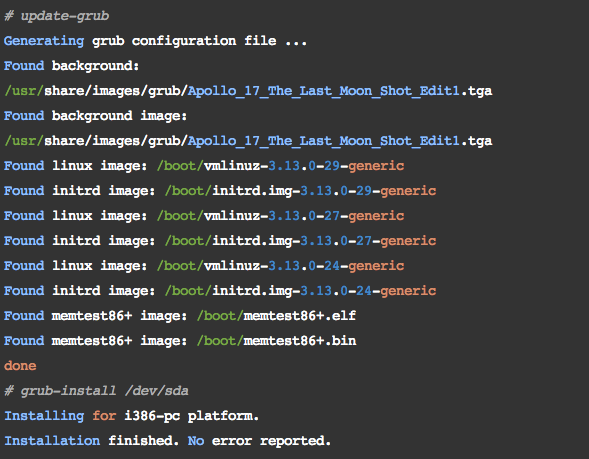 # update-grub
Generating grub configuration file ...
Found background:
/usr/share/images/grub/Apollo_17_The_Last_Moon_Shot_Edit1.tga
Found background image:
/usr/share/images/grub/Apollo_17_The_Last_Moon_Shot_Edit1.tga
Found linux image: /boot/vmlinuz-3.13.0-29-generic
Found initrd image: /boot/initrd.img-3.13.0-29-generic
Found linux image: /boot/vmlinuz-3.13.0-27-generic
Found initrd image: /boot/initrd.img-3.13.0-27-generic
Found linux image: /boot/vmlinuz-3.13.0-24-generic
Found initrd image: /boot/initrd.img-3.13.0-24-generic
Found memtest86+ image: /boot/memtest86+.elf
Found memtest86+ image: /boot/memtest86+.bin
done
# grub-install /dev/sda
Installing for i386-pc platform.
Installation finished. No error reported.